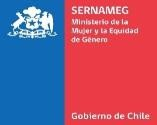 SERNAMEG
Ministerio de la
Mujer y la Equidad
de Género
Gobierno de Chile